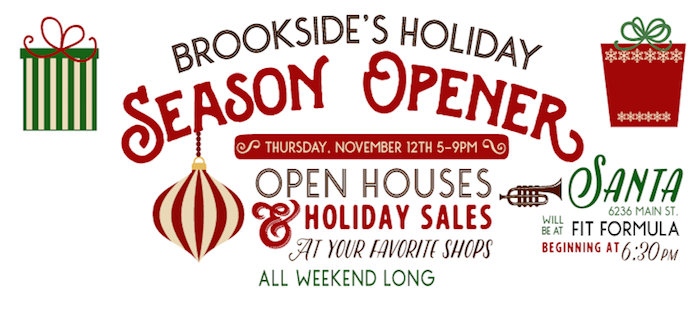 BROOKSIDE'S HOLIDAY
SEASON OPENER
THURSDAY, NOVEMBER 12TH 5-9PM
OPEN HOUSES
& HOLIDAY SALES
AT YOUR FAVORITE SHOPS
ALL WEEKEND LONG
SANTA
6236 MAIN ST.
WILL BE AT FIT FORMULA
BEGINNING AT 6:30 PM